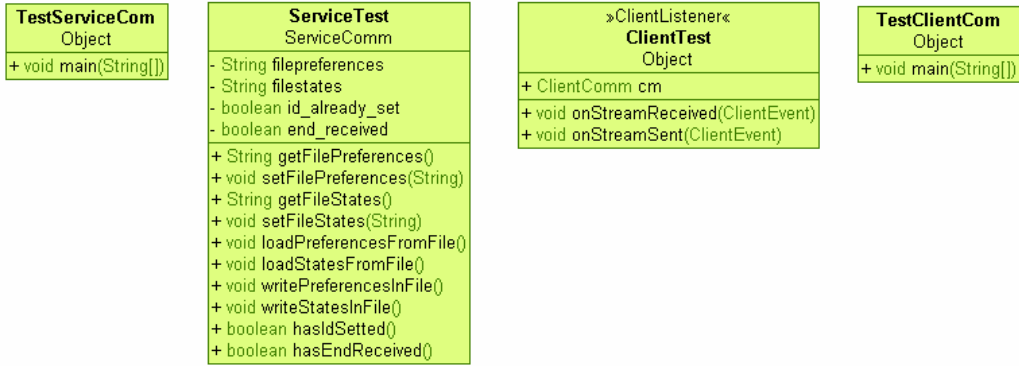 TestServiceCom
Object
+ void main(String[])
ServiceTest
ServiceComm
- String filepreferences
- String filestates
- boolean id_already_set
- boolean end_received
+ String getFilePreferences()
+ void setFilePreferences(String)
+ String getFileStates()
+ void setFileStates(String)
+ void loadPreferencesFromFile()
+ void loadStatesFromFile()
+ void writePreferencesInFile()
+ void writeStatesInFile()
+ boolean hasIdSetted()
+ boolean hasEndReceived()
»ClientListener«
ClientTest
Object
+ ClientComm cm
+ void onStreamReceived(ClientEvent)
+ void onStreamSent(ClientEvent)
TestClientCom
Object
+ void main(String[])